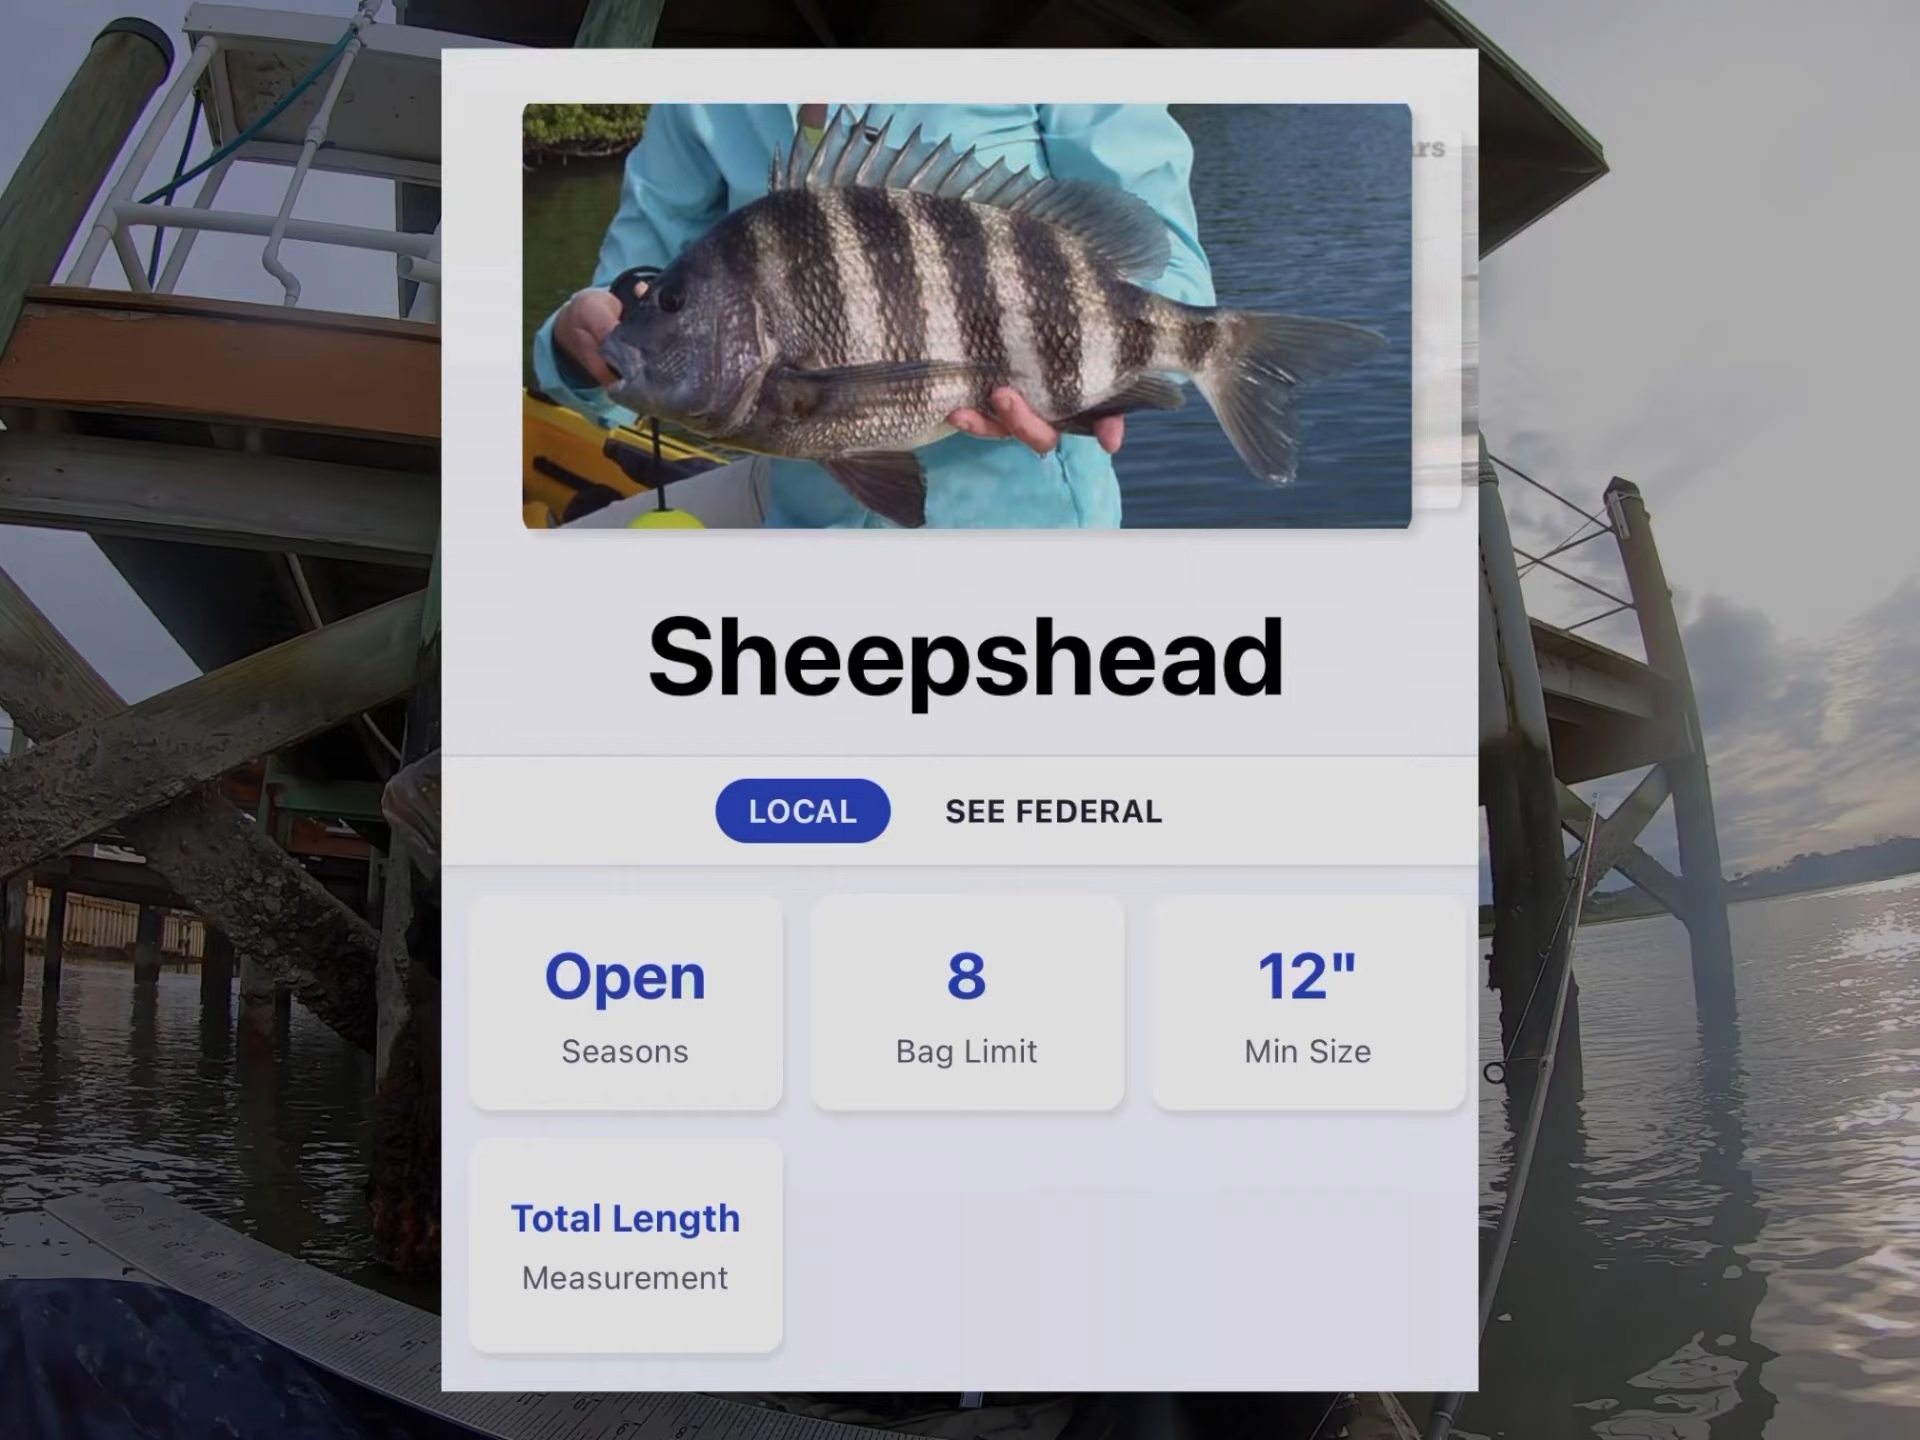 Sheepshead
LOCAL SEE FEDERAL
Open 8 12"
Seasons Bag Limit Min Size
Total Length
Measurement